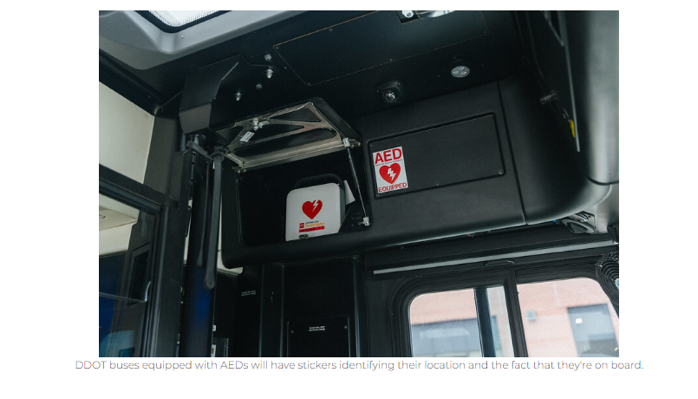 AED
EQUIPPED
DDOT buses equipped with AEDs will have stickers identifying their location and the fact that they're on board.